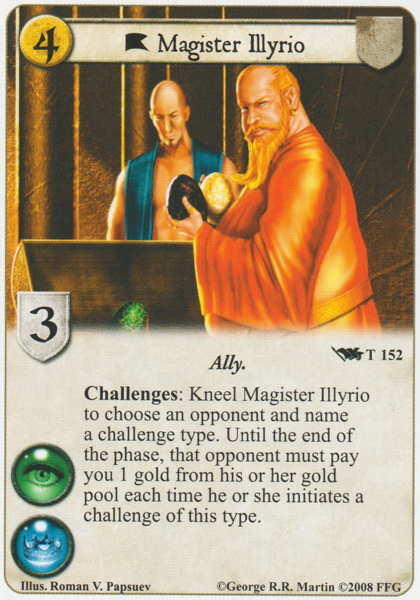 4
Magister Illyrio
3
T 152
Ally.
Challenges: Kneel Magister Illyrio
to choose an opponent and name
a challenge type. Until the end of
the phase, that opponent must pay
you 1 gold from his or her gold
pool each time he or she initiates a
challenge of this type.
Illus. Roman V. Papsuev ©George R.R. Martin ©2008 FFG